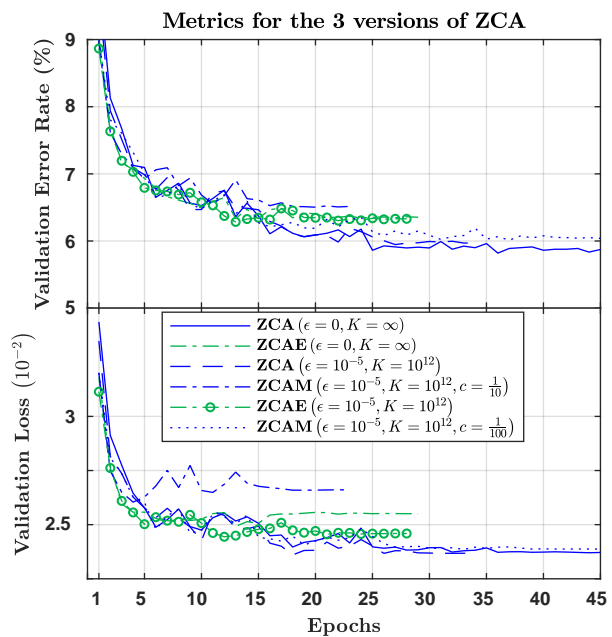 Metrics for the 3 versions of ZCA
Validation Error Rate (%)
9
8
7
6
5
Validation Loss (10⁻²)
3
2.5
ZCA (ϵ = 0, K = ∞)
ZCAE (ϵ = 0, K = ∞)
ZCA (ϵ = 10⁻⁵, K = 10¹²)
ZCAM (ϵ = 10⁻⁵, K = 10¹², c = 1/10)
ZCAE (ϵ = 10⁻⁵, K = 10¹²)
ZCAM (ϵ = 10⁻⁵, K = 10¹², c = 1/100)
1 5 10 15 20 25 30 35 40 45
Epochs